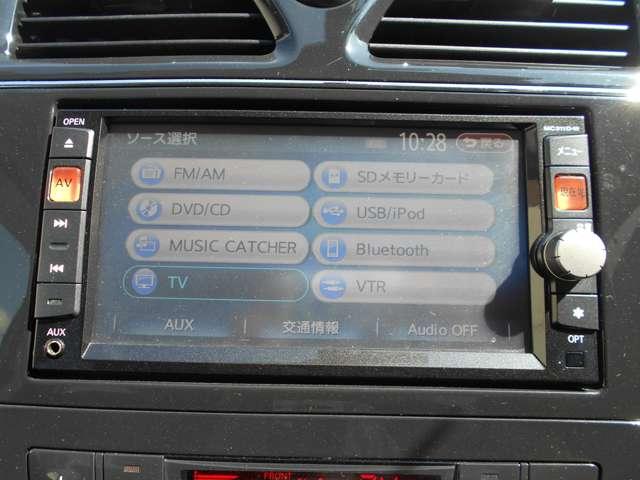 OPEN
MC311D-W
ソース選択
10:28
戻る
メニュー
AV
現在地
FM/AM
SDメモリーカード
DVD/CD
USB/iPod
MUSIC CATCHER
Bluetooth
TV
VTR
AUX
交通情報
Audio OFF
AUX
OPT
FRONT